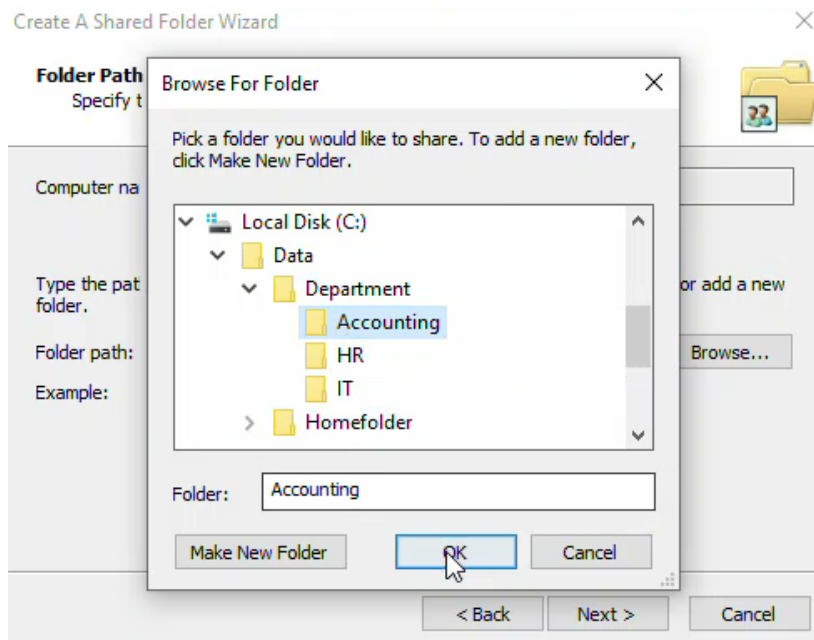 Create A Shared Folder Wizard
Folder Path
Specify t
Browse For Folder
Pick a folder you would like to share. To add a new folder,
click Make New Folder.
Computer na
Local Disk (C:)
Data
Type the pat
or add a new
folder.
Department
Accounting
Folder path:
HR
Browse...
Example:
IT
Homefolder
Folder:
Accounting
Make New Folder
OK
Cancel
< Back
Next >
Cancel